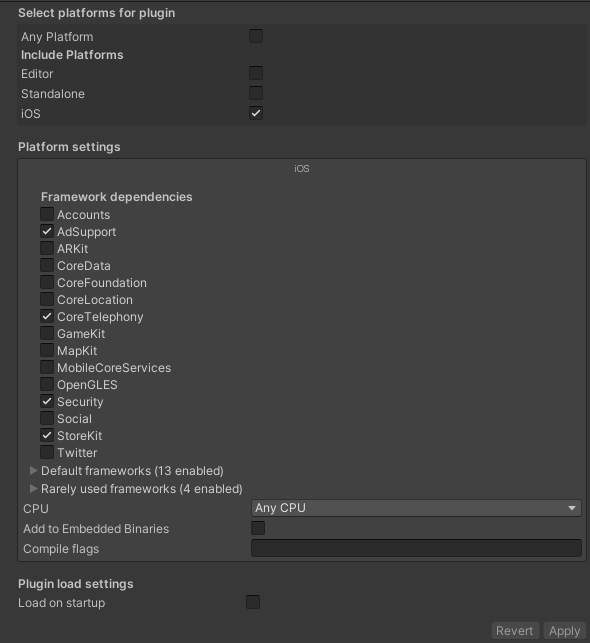 Select platforms for plugin
Any Platform
Include Platforms
Editor
Standalone
iOS
Platform settings
iOS
Framework dependencies
Accounts
AdSupport
ARKit
CoreData
CoreFoundation
CoreLocation
CoreTelephony
GameKit
MapKit
MobileCoreServices
OpenGLES
Security
Social
StoreKit
Twitter
Default frameworks (13 enabled)
Rarely used frameworks (4 enabled)
CPU Any CPU
Add to Embedded Binaries
Compile flags
Plugin load settings
Load on startup
Revert Apply